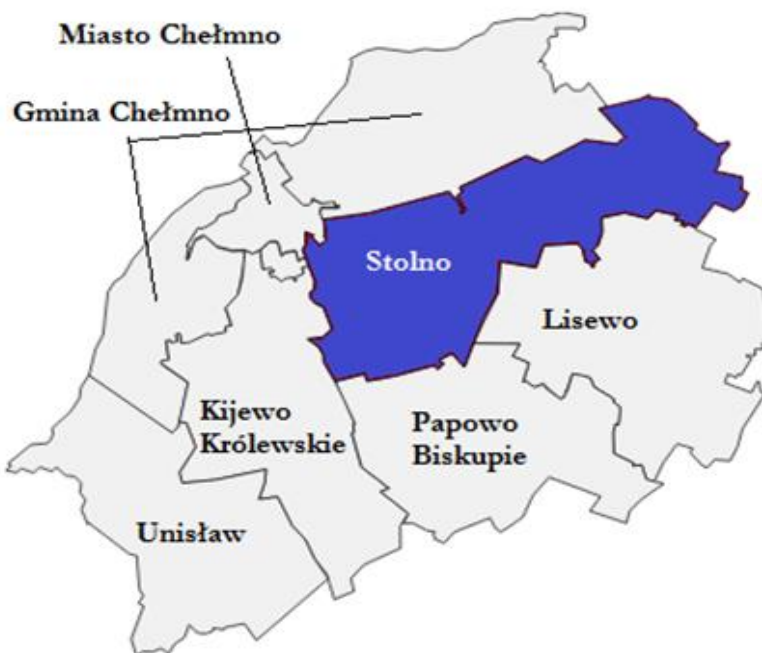 Miasto Chełmno
Gmina Chełmno
Stolno
Lisewo
Kijewo
Królewskie
Papowo
Biskupie
Unisław